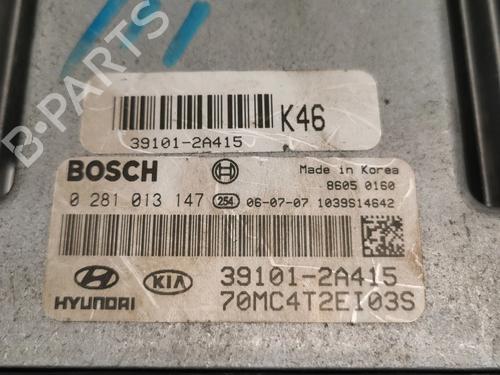 K46
39101-2A415
BOSCH
Made in Korea
8605 0160
0 281 013 147 254 06-07-07 1039S14642
HYUNDAI KIA 39101-2A415
70MC4T2EI03S